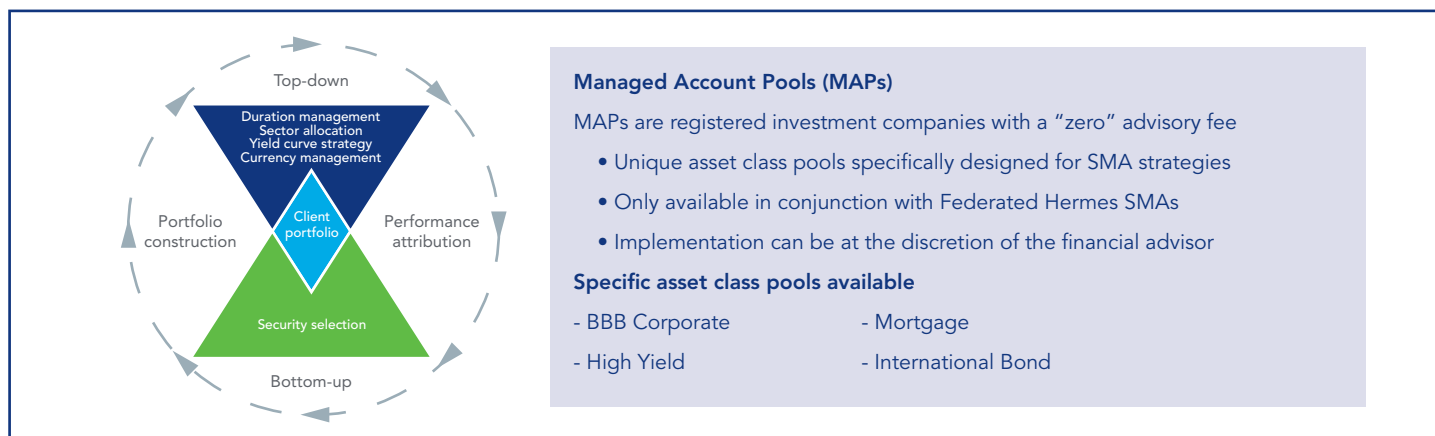 Top-down
Duration management
Sector allocation
Yield curve strategy
Currency management
Portfolio
construction
Client
portfolio
Performance
attribution
Security selection
Bottom-up
Managed Account Pools (MAPs)
MAPs are registered investment companies with a “zero” advisory fee
• Unique asset class pools specifically designed for SMA strategies
• Only available in conjunction with Federated Hermes SMAs
• Implementation can be at the discretion of the financial advisor
Specific asset class pools available
- BBB Corporate - Mortgage
- High Yield - International Bond